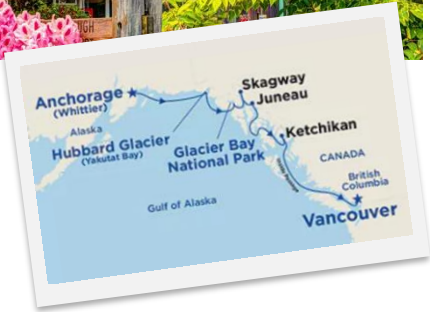 UGH
Skagway
Juneau
Anchorage
(Whittier)
Ketchikan
Alaska
Hubbard Glacier
(Yakutat Bay)
Glacier Bay
National Park
CANADA
British
Columbia
Gulf of Alaska
Vancouver